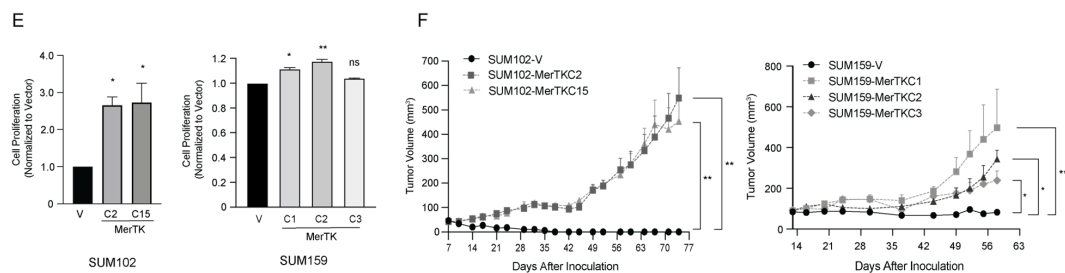 E
Cell Proliferation
(Normalized to Vector)
4.0
3.0
2.0
1.0
0.0
*
*
V
C2
C15
MerTK
SUM102
Cell Proliferation
(Normalized to Vector)
1.4
1.2
1.0
0.8
0.6
0.4
0.2
0.0
*
**
ns
V
C1
C2
C3
MerTK
SUM159
F
SUM102-V
SUM102-MerTKC2
SUM102-MerTKC15
Tumor Volume (mm³)
700
600
500
400
300
200
100
0
7 14 21 28 35 42 49 56 63 70 77
Days After Inoculation
**
**
SUM159-V
SUM159-MerTKC1
SUM159-MerTKC2
SUM159-MerTKC3
Tumor Volume (mm³)
800
600
400
200
0
14 21 28 35 42 49 56 63
Days After Inoculation
*
*
**